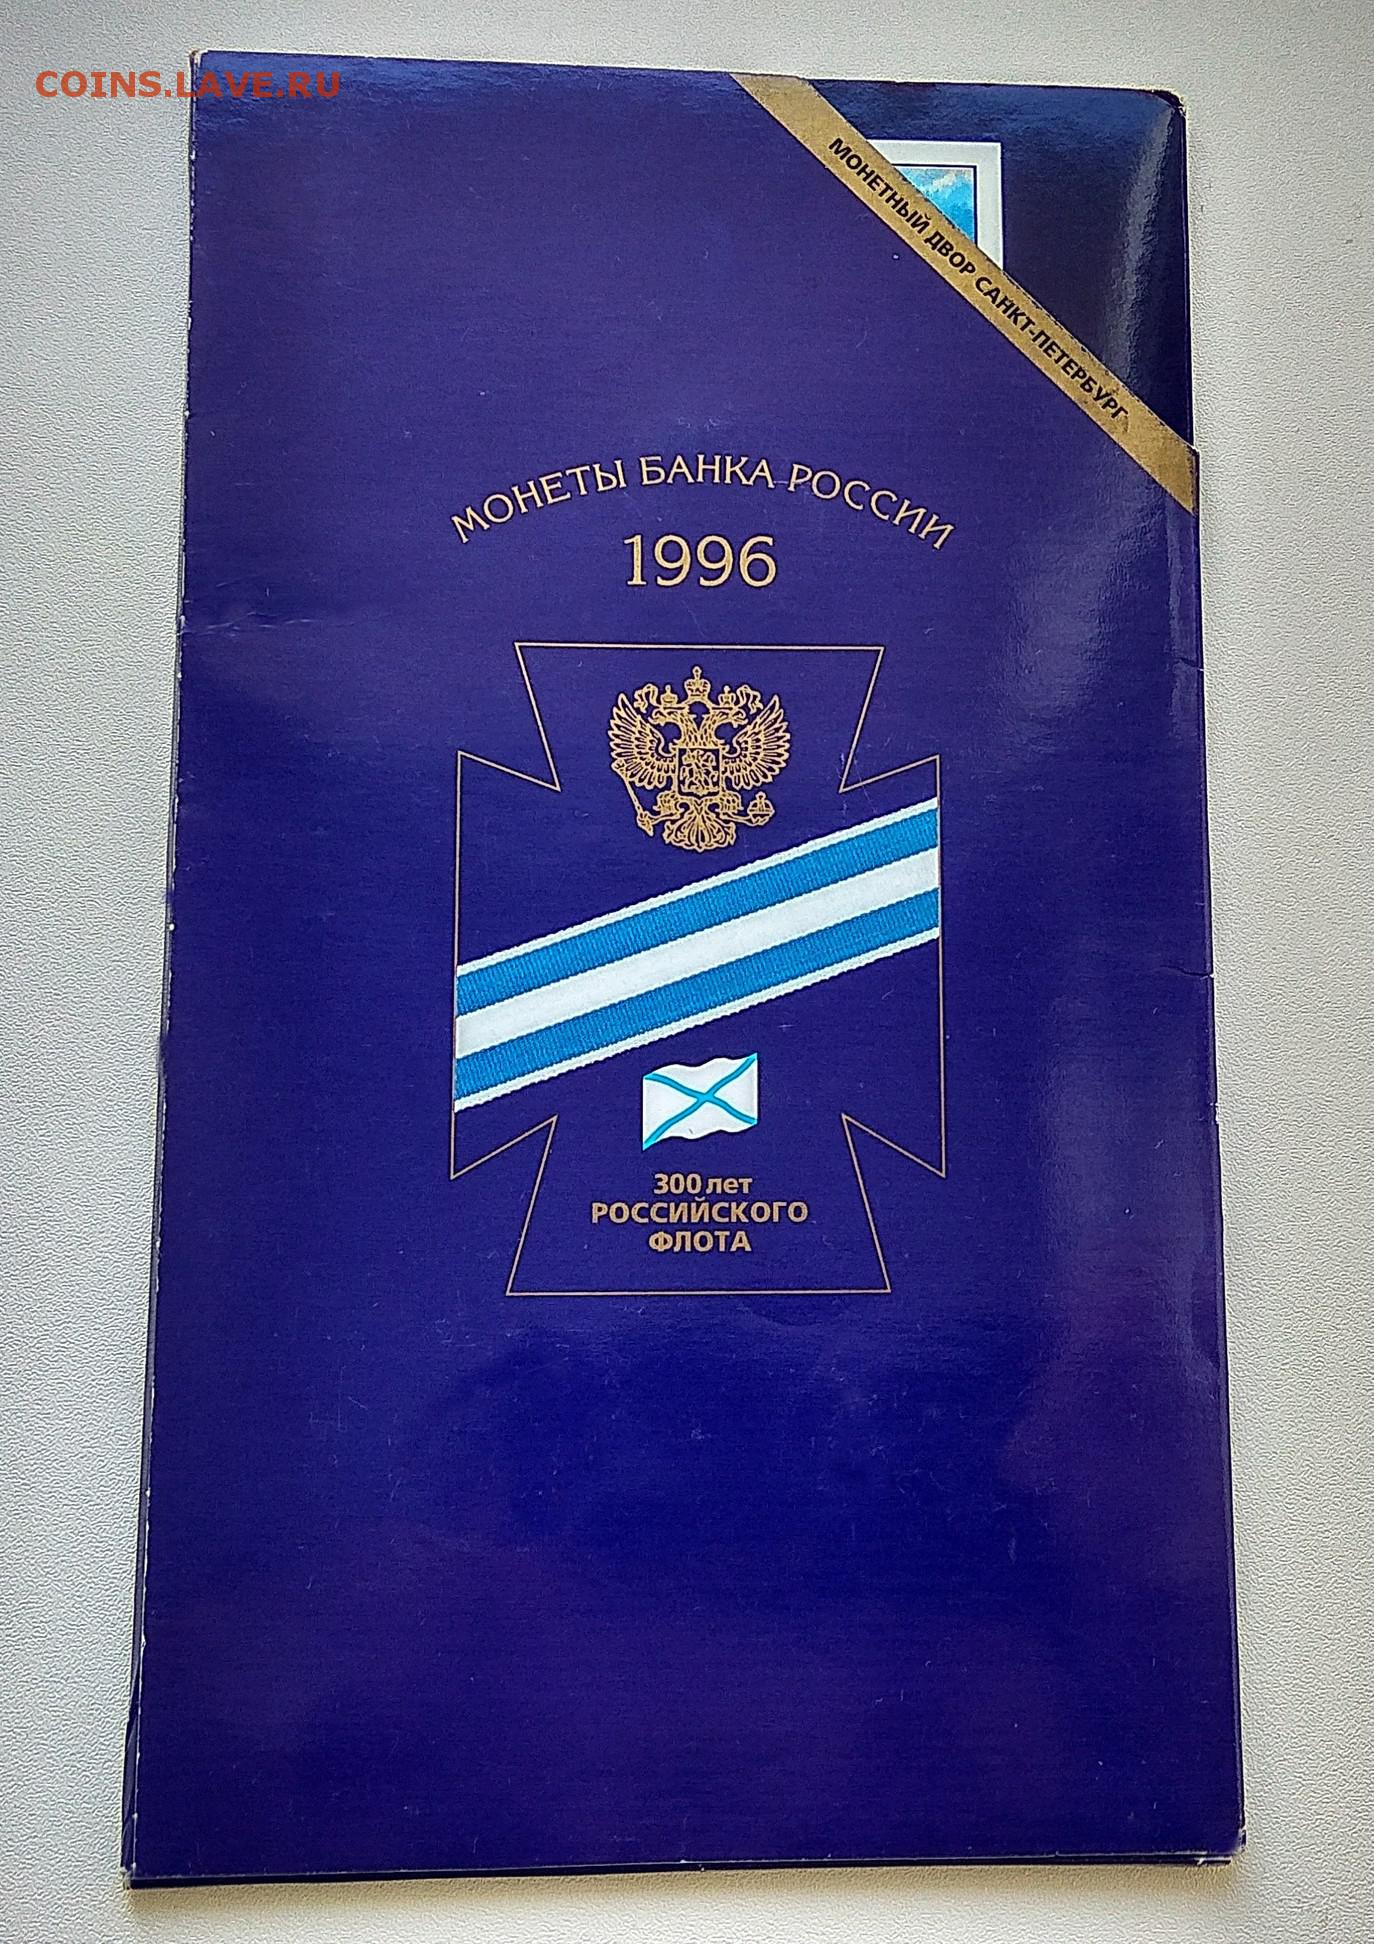 COINS.LAVE.RU
МОНЕТНЫЙ ДВОР САНКТ-ПЕТЕРБУРГ
МОНЕТЫ БАНКА РОССИИ
1996
300 лет
РОССИЙСКОГО
ФЛОТА